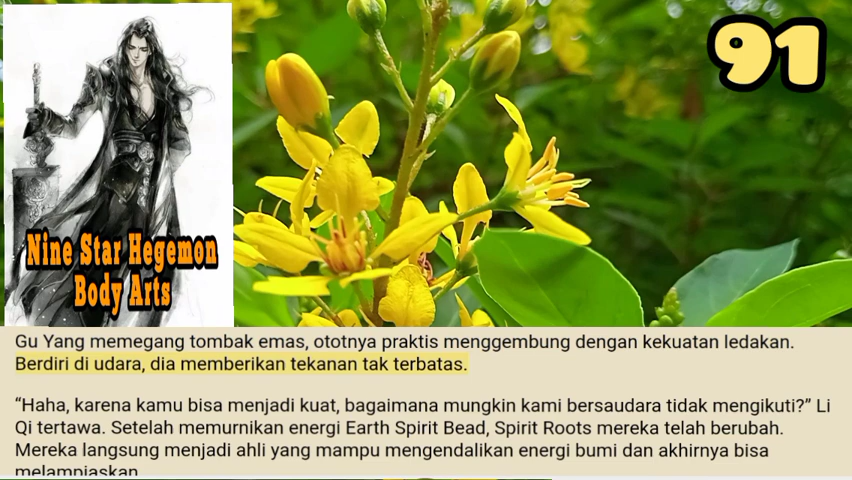 91
Nine Star Hegemon
Body Arts
Gu Yang memegang tombak emas, ototnya praktis menggembung dengan kekuatan ledakan.
Berdiri di udara, dia memberikan tekanan tak terbatas.
“Haha, karena kamu bisa menjadi kuat, bagaimana mungkin kami bersaudara tidak mengikuti?” Li
Qi tertawa. Setelah memurnikan energi Earth Spirit Bead, Spirit Roots mereka telah berubah.
Mereka langsung menjadi ahli yang mampu mengendalikan energi bumi dan akhirnya bisa
melampiaskan